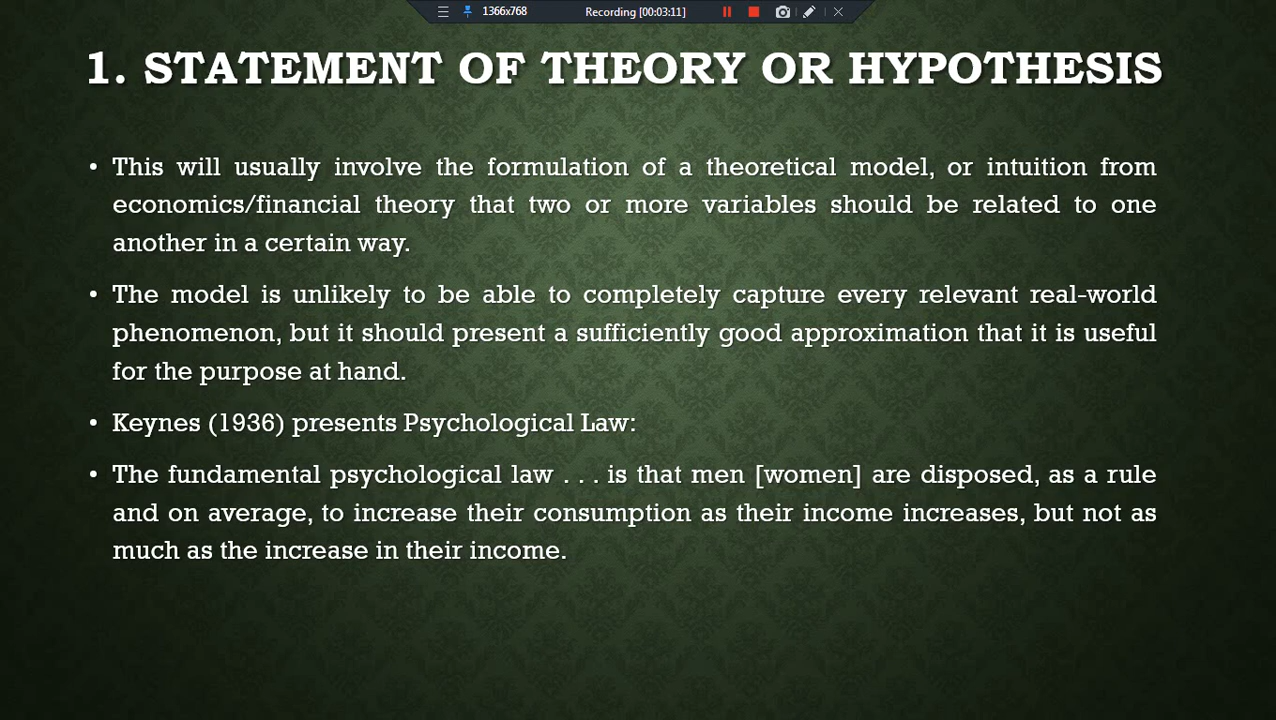 1366x768 Recording [00:03:11]
1. STATEMENT OF THEORY OR HYPOTHESIS
• This will usually involve the formulation of a theoretical model, or intuition from
economics/financial theory that two or more variables should be related to one
another in a certain way.
• The model is unlikely to be able to completely capture every relevant real-world
phenomenon, but it should present a sufficiently good approximation that it is useful
for the purpose at hand.
• Keynes (1936) presents Psychological Law:
• The fundamental psychological law . . . is that men [women] are disposed, as a rule
and on average, to increase their consumption as their income increases, but not as
much as the increase in their income.